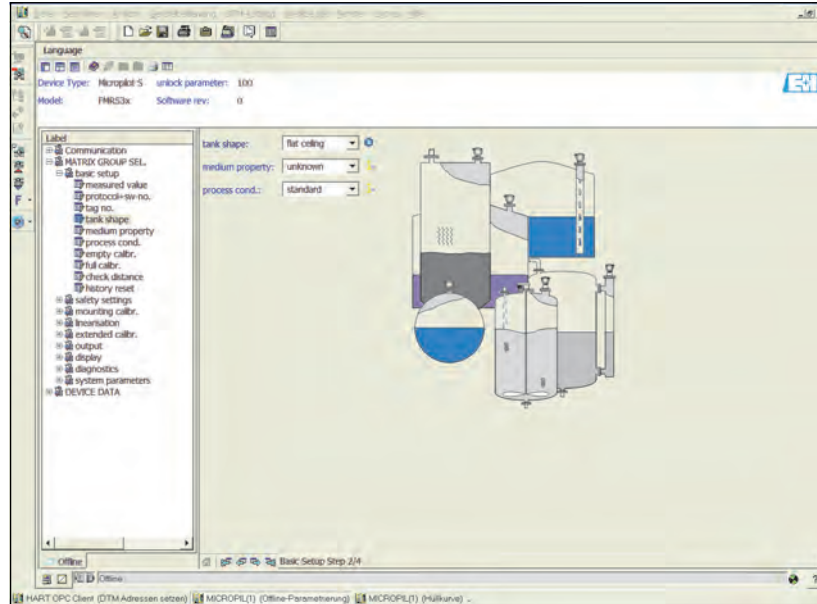 Language
Device Type: Micropilot S unlock parameter: 100
Model: FMR53x Software rev: 0
E+H
Label
Communication
MATRIX GROUP SEL.
basic setup
measured value
protocol+sw-no.
tag no.
tank shape
medium property
process cond.
empty calibr.
full calibr.
check distance
history reset
safety settings
mounting calibr.
linearisation
extended calibr.
output
display
diagnostics
system parameters
DEVICE DATA
tank shape: flat ceiling
medium property: unknown
process cond.: standard
Offline
Basic Setup Step 2/4
Offline
HART OPC Client (DTM Adressen setzen) MICROPIL(1) (Offline-Parametrierung) MICROPIL(1) (Hüllkurve)